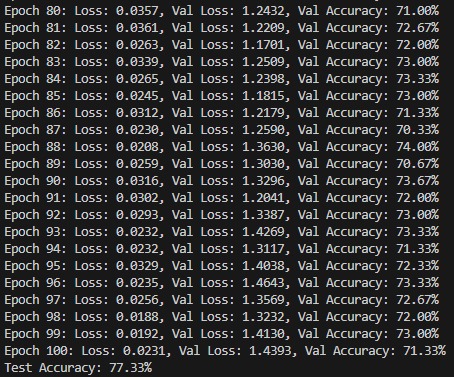 Epoch 80: Loss: 0.0357, Val Loss: 1.2432, Val Accuracy: 71.00%
Epoch 81: Loss: 0.0361, Val Loss: 1.2209, Val Accuracy: 72.67%
Epoch 82: Loss: 0.0263, Val Loss: 1.1701, Val Accuracy: 72.00%
Epoch 83: Loss: 0.0339, Val Loss: 1.2509, Val Accuracy: 73.00%
Epoch 84: Loss: 0.0265, Val Loss: 1.2398, Val Accuracy: 73.33%
Epoch 85: Loss: 0.0245, Val Loss: 1.1815, Val Accuracy: 73.00%
Epoch 86: Loss: 0.0312, Val Loss: 1.2179, Val Accuracy: 71.33%
Epoch 87: Loss: 0.0230, Val Loss: 1.2590, Val Accuracy: 70.33%
Epoch 88: Loss: 0.0208, Val Loss: 1.3630, Val Accuracy: 74.00%
Epoch 89: Loss: 0.0259, Val Loss: 1.3030, Val Accuracy: 70.67%
Epoch 90: Loss: 0.0316, Val Loss: 1.3296, Val Accuracy: 73.67%
Epoch 91: Loss: 0.0302, Val Loss: 1.2041, Val Accuracy: 72.00%
Epoch 92: Loss: 0.0293, Val Loss: 1.3387, Val Accuracy: 73.00%
Epoch 93: Loss: 0.0232, Val Loss: 1.4269, Val Accuracy: 73.33%
Epoch 94: Loss: 0.0232, Val Loss: 1.3117, Val Accuracy: 71.33%
Epoch 95: Loss: 0.0329, Val Loss: 1.4038, Val Accuracy: 72.33%
Epoch 96: Loss: 0.0235, Val Loss: 1.4643, Val Accuracy: 73.33%
Epoch 97: Loss: 0.0256, Val Loss: 1.3569, Val Accuracy: 72.67%
Epoch 98: Loss: 0.0188, Val Loss: 1.3232, Val Accuracy: 72.00%
Epoch 99: Loss: 0.0192, Val Loss: 1.4130, Val Accuracy: 73.00%
Epoch 100: Loss: 0.0231, Val Loss: 1.4393, Val Accuracy: 71.33%
Test Accuracy: 77.33%